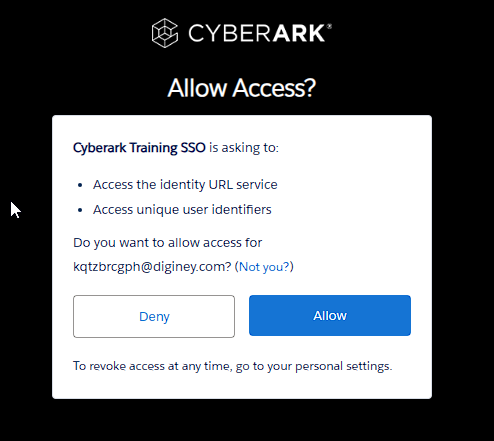 CYBERARK®
Allow Access?
Cyberark Training SSO is asking to:
• Access the identity URL service
• Access unique user identifiers
Do you want to allow access for
kqtzbrcgph@diginey.com? (Not you?)
Deny
Allow
To revoke access at any time, go to your personal settings.